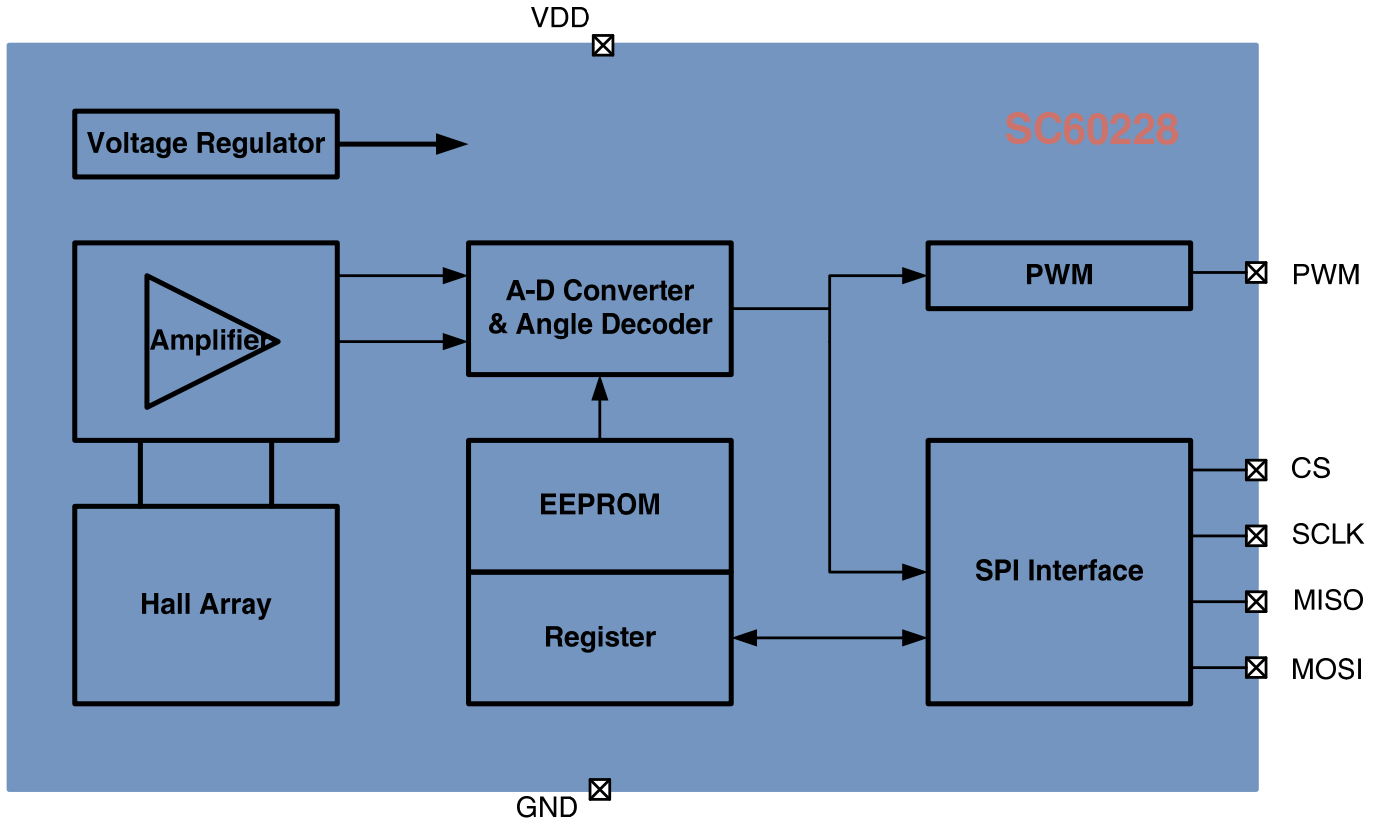 VDD
Voltage Regulator
SC60228
Amplifier
A-D Converter
& Angle Decoder
PWM
PWM
EEPROM
Register
Hall Array
SPI Interface
CS
SCLK
MISO
MOSI
GND